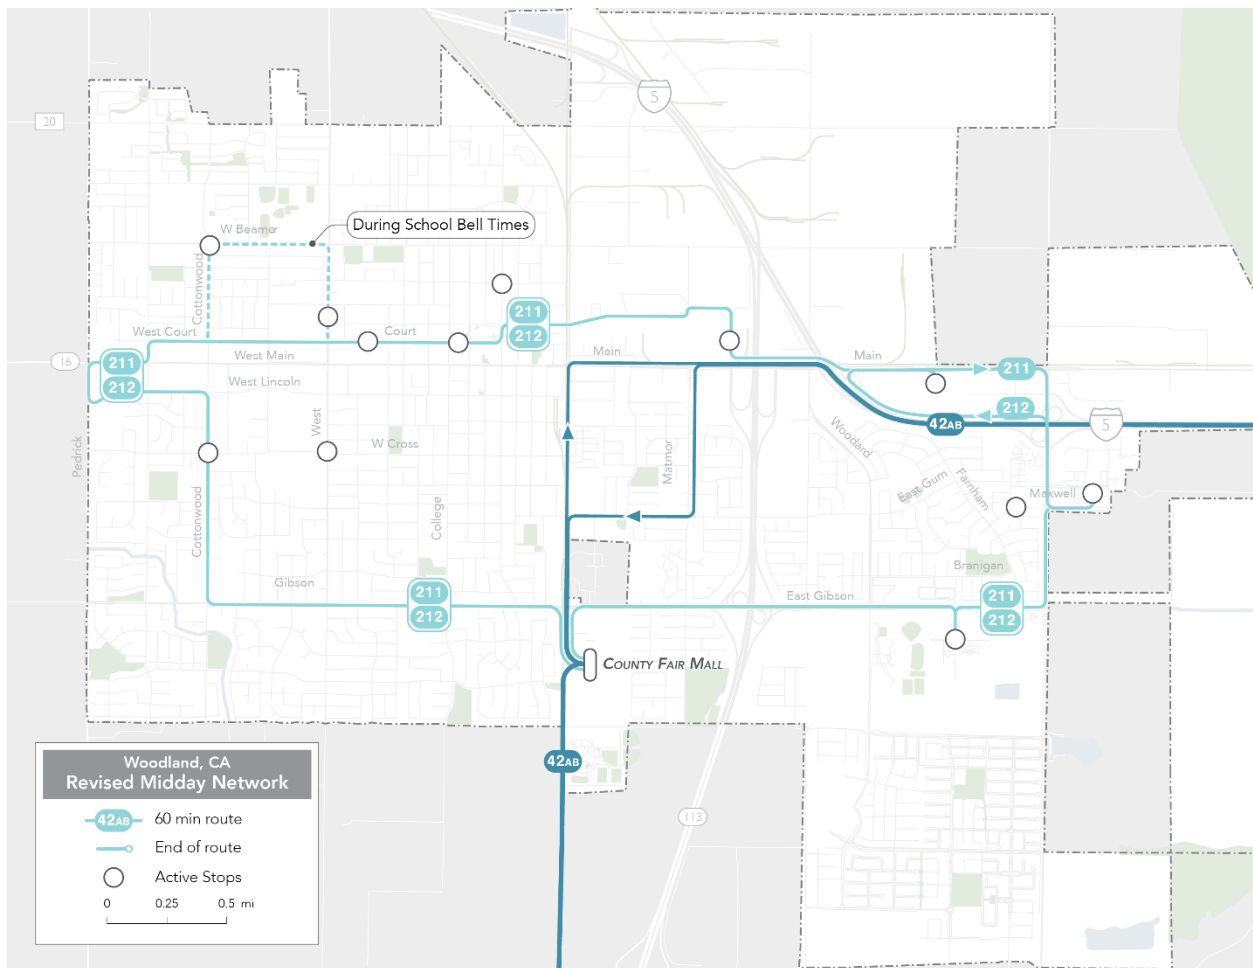 5
20
W Beamer
During School Bell Times
Cottonwood
211
212
West Court
Court
Main
Main
16
211
212
West Main
211
West Lincoln
212
42AB
5
West
W Cross
Woodard
Pedrick
Matmor
East Gum
Farnham
Maxwell
Cottonwood
College
Branigan
Gibson
211
212
East Gibson
211
212
COUNTY FAIR MALL
42AB
113
Woodland, CA
Revised Midday Network
42AB 60 min route
End of route
Active Stops
0 0.25 0.5 mi